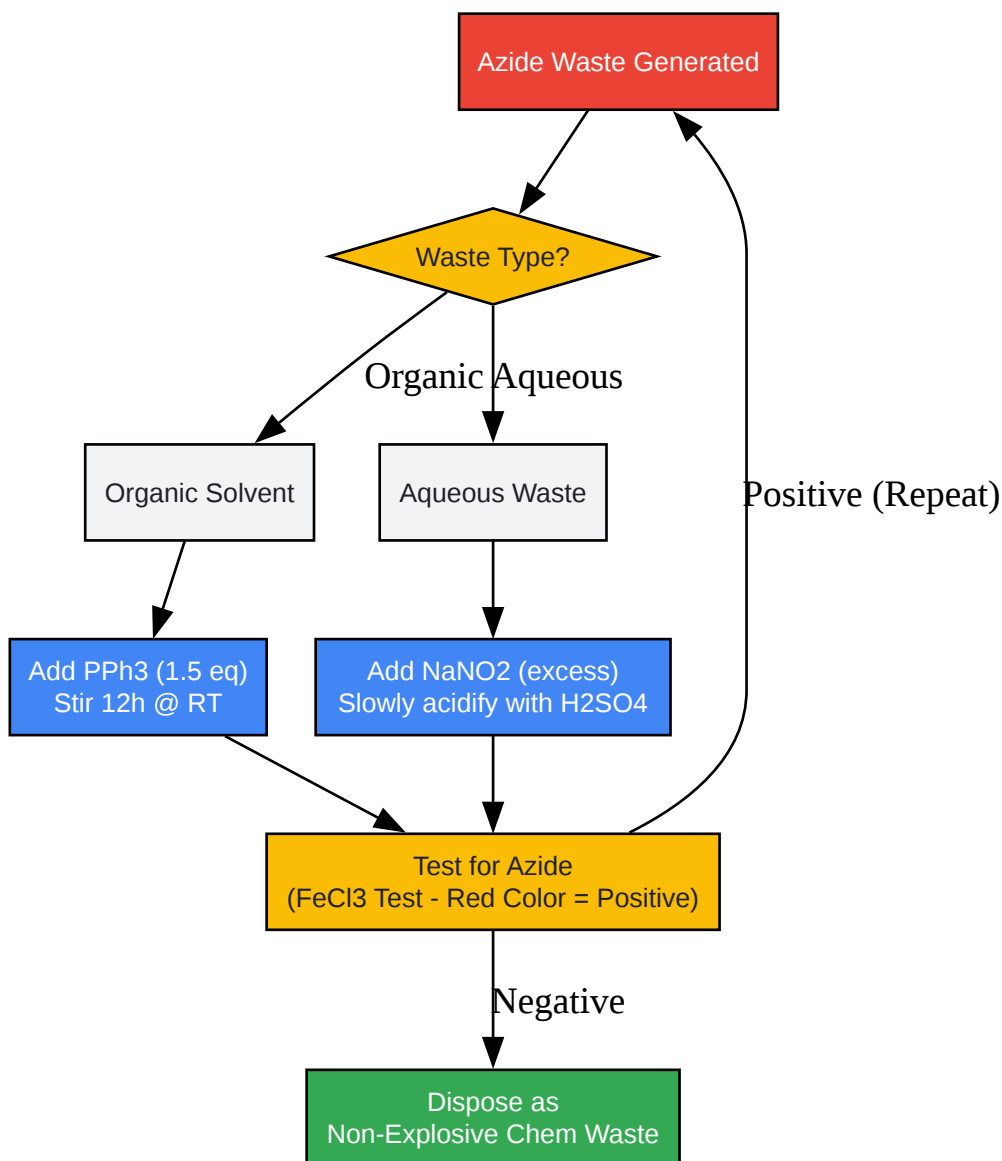 Azide Waste Generated
Waste Type?
Organic
Aqueous
Organic Solvent
Aqueous Waste
Positive (Repeat)
Add PPh3 (1.5 eq)
Stir 12h @ RT
Add NaNO2 (excess)
Slowly acidify with H2SO4
Test for Azide
(FeCl3 Test - Red Color = Positive)
Negative
Dispose as
Non-Explosive Chem Waste